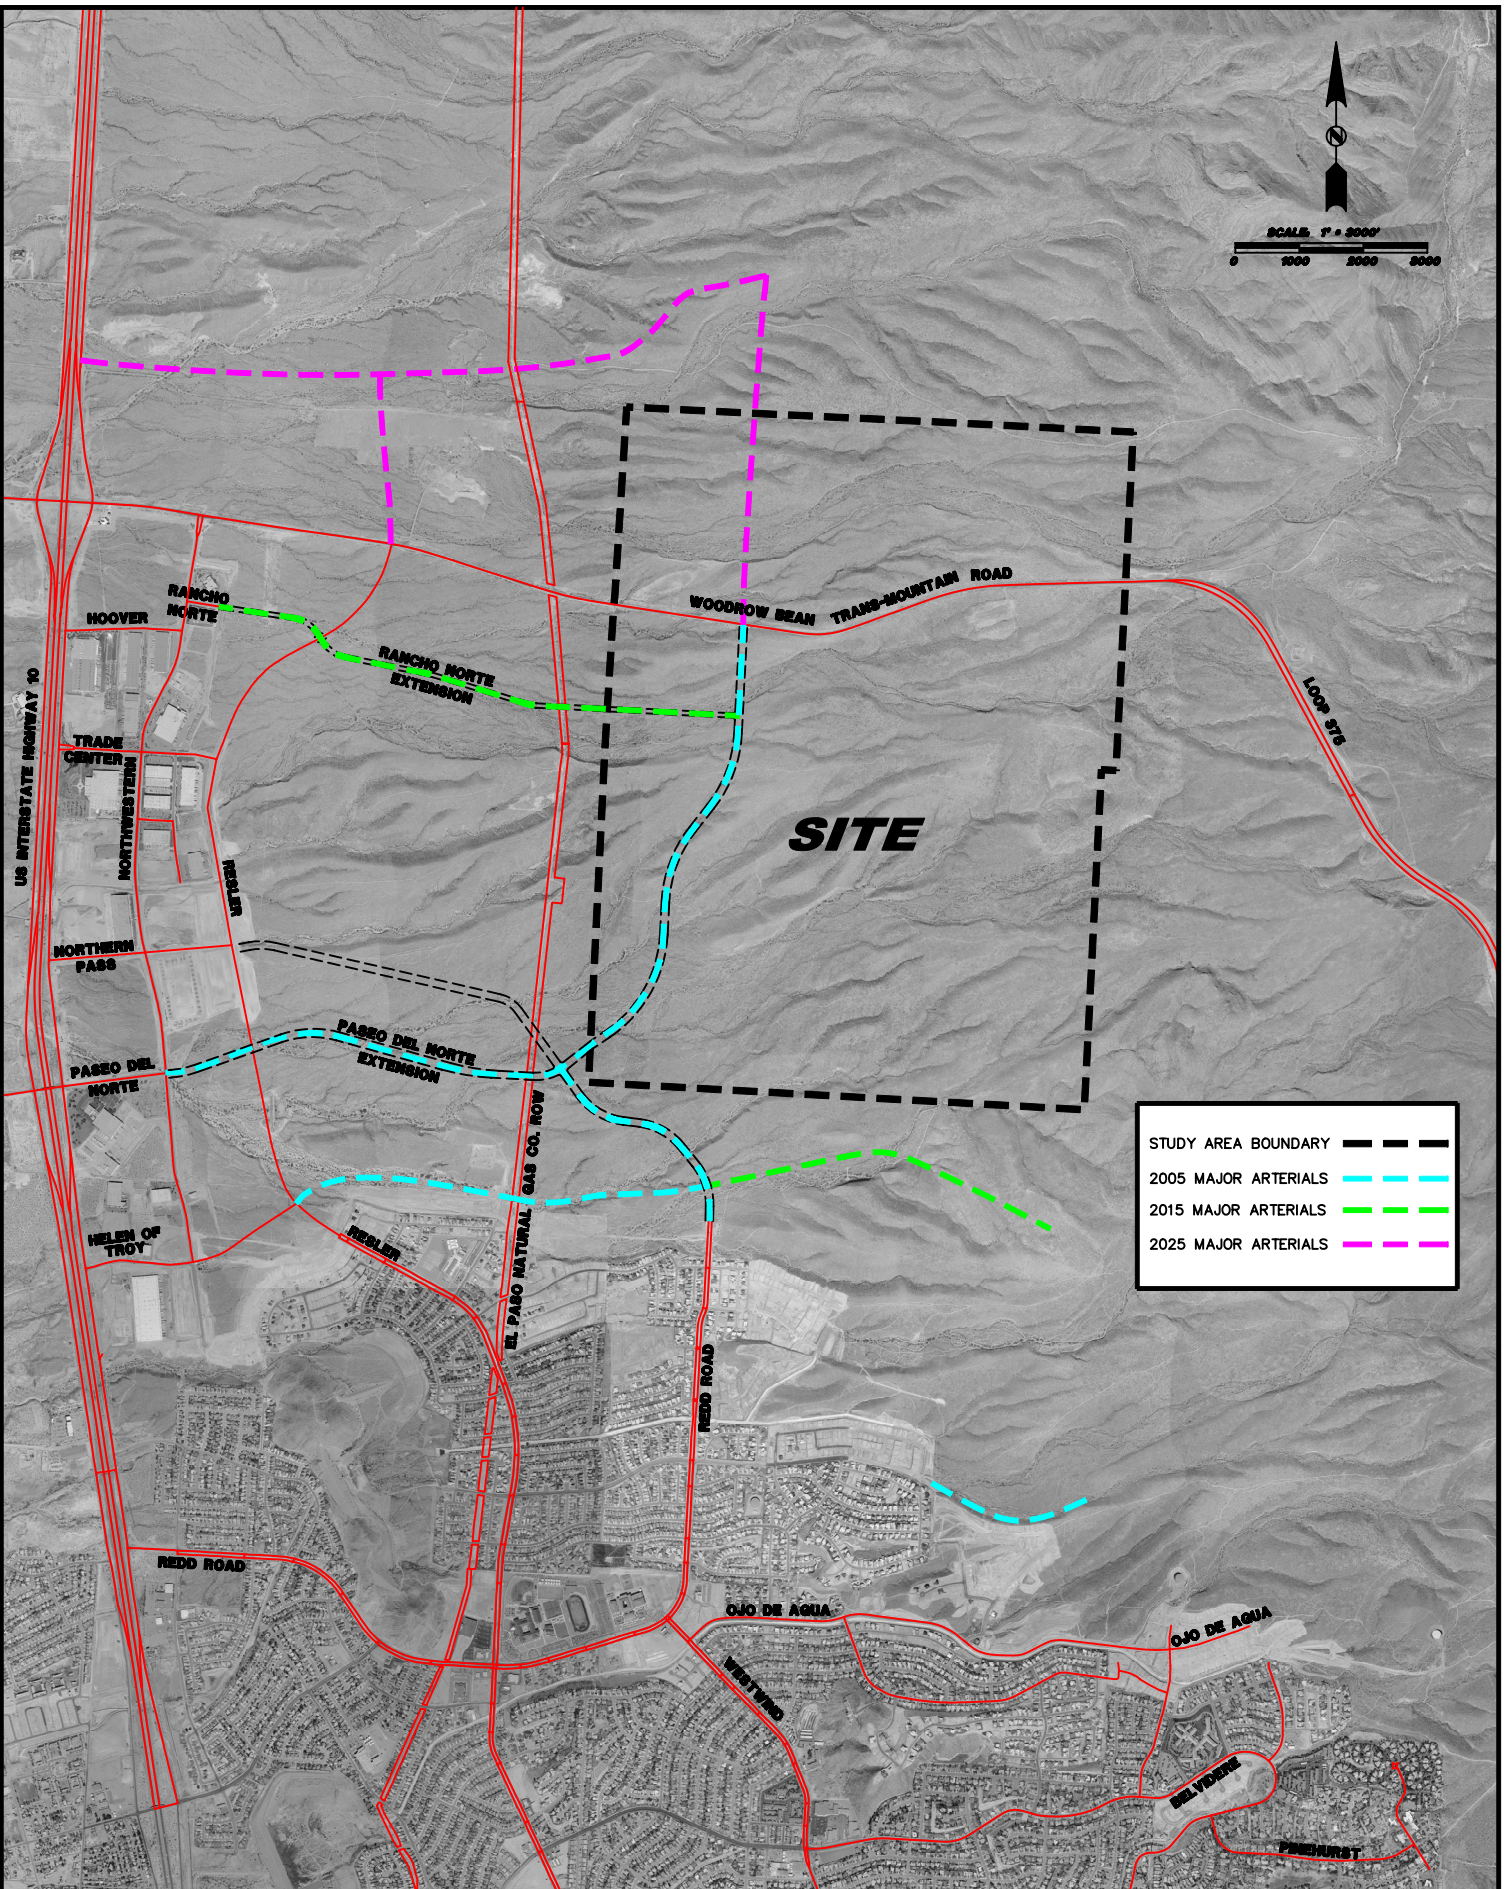 N
SCALE: 1" = 3000'
0 1000 2000 3000
RANCHO
NORTE
HOOVER
WOODROW BEAN TRANS-MOUNTAIN ROAD
RANCHO NORTE
EXTENSION
US INTERSTATE HIGHWAY 10
LOOP 375
TRADE
CENTER
NORTHWESTERN
SITE
RESLER
NORTHERN
PASS
PASEO DEL NORTE
EXTENSION
PASEO DEL
NORTE
EL PASO NATURAL GAS CO. ROW
STUDY AREA BOUNDARY
2005 MAJOR ARTERIALS
2015 MAJOR ARTERIALS
2025 MAJOR ARTERIALS
HELEN OF
TROY
RESLER
REDD ROAD
REDD ROAD
OJO DE AGUA
OJO DE AGUA
WESTWIND
BELVIDERE
PINEHURST